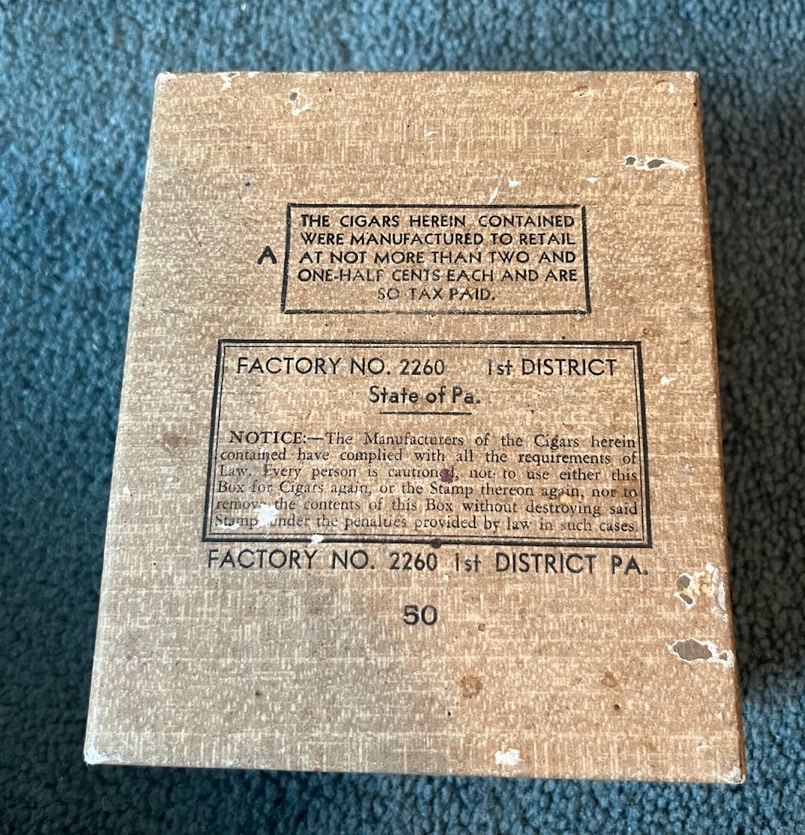 THE CIGARS HEREIN CONTAINED
WERE MANUFACTURED TO RETAIL
A AT NOT MORE THAN TWO AND
ONE-HALF CENTS EACH AND ARE
SO TAX PAID.
FACTORY NO. 2260 1st DISTRICT
State of Pa.
NOTICE:—The Manufacturers of the Cigars herein
contained have complied with all the requirements of
Law. Every person is cautioned, not to use either this
Box for Cigars again, or the Stamp thereon again, nor to
remove the contents of this Box without destroying said
Stamp under the penalties provided by law in such cases.
FACTORY NO. 2260 1st DISTRICT PA.
50